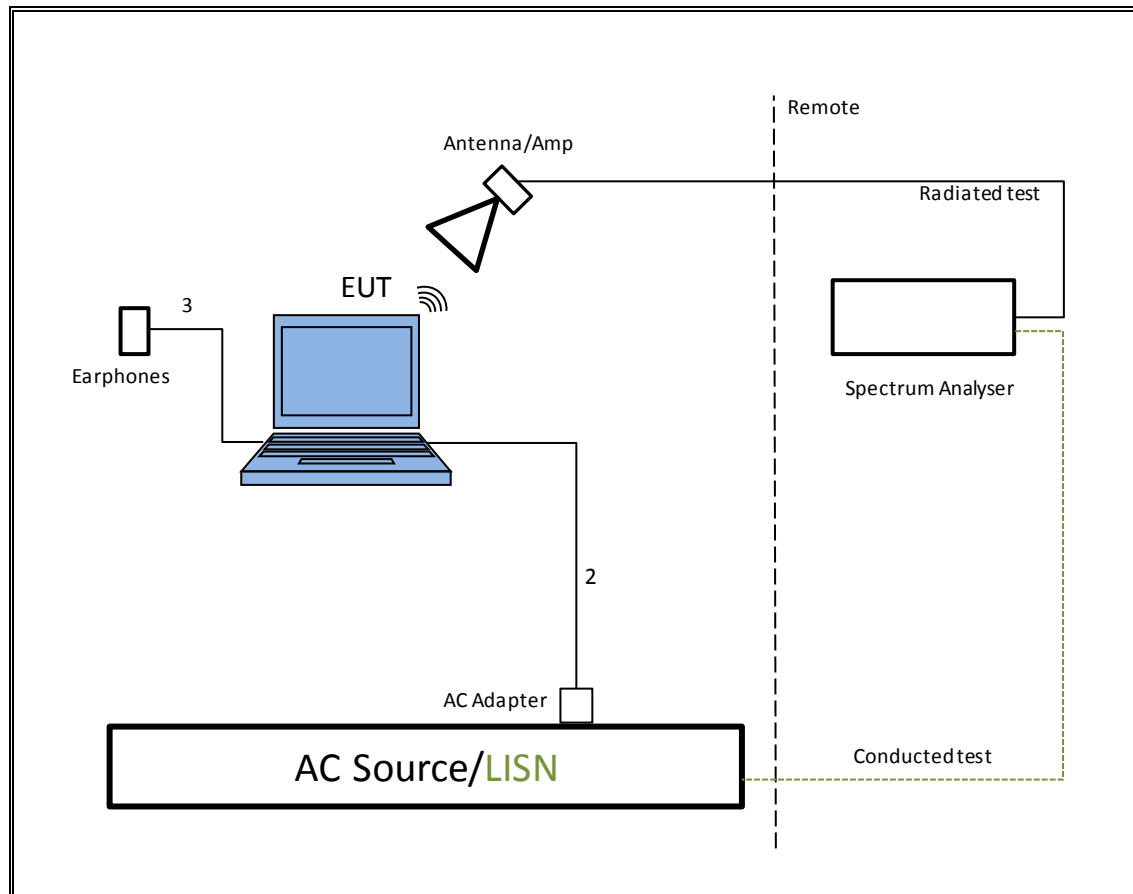 Remote
Antenna/Amp
Radiated test
EUT
3
Earphones
Spectrum Analyser
2
AC Adapter
AC Source/LISN
Conducted test